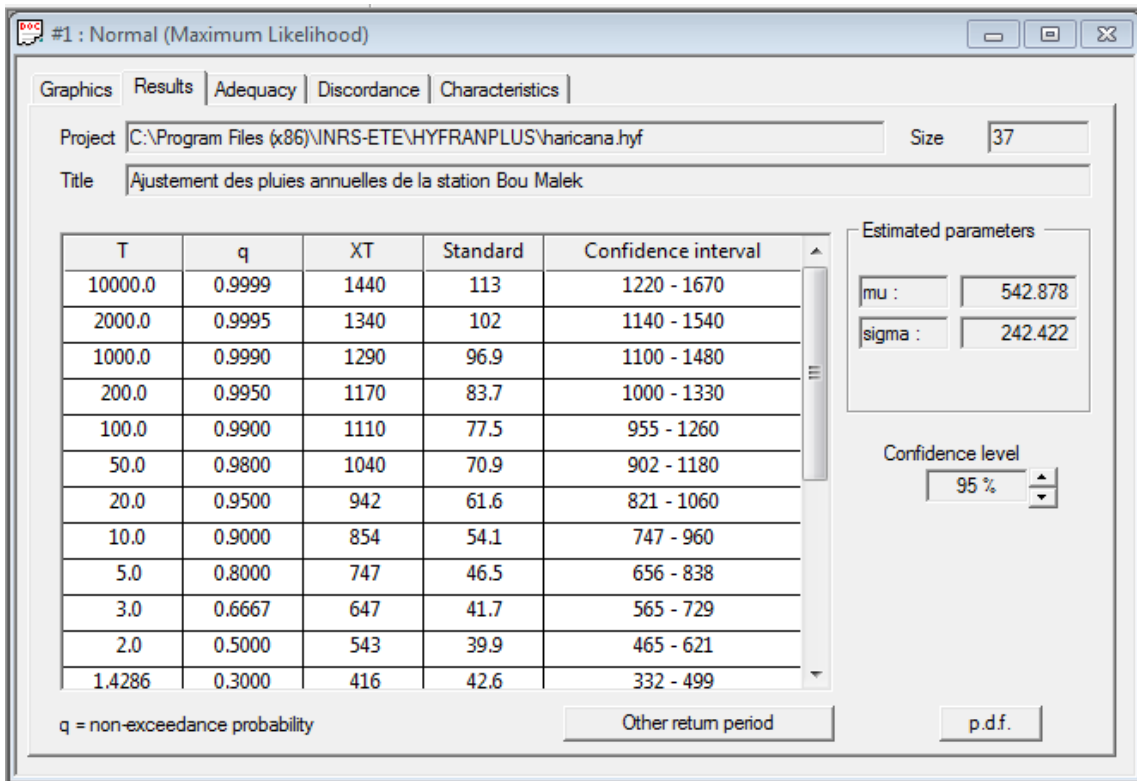 DOC #1 : Normal (Maximum Likelihood)
Graphics Results Adequacy Discordance Characteristics
Project C:\Program Files (x86)\INRS-ETE\HYFRANPLUS\haricana.hyf Size 37
Title Ajustement des pluies annuelles de la station Bou Malek
T q XT Standard Confidence interval
10000.0 0.9999 1440 113 1220 - 1670
2000.0 0.9995 1340 102 1140 - 1540
1000.0 0.9990 1290 96.9 1100 - 1480
200.0 0.9950 1170 83.7 1000 - 1330
100.0 0.9900 1110 77.5 955 - 1260
50.0 0.9800 1040 70.9 902 - 1180
20.0 0.9500 942 61.6 821 - 1060
10.0 0.9000 854 54.1 747 - 960
5.0 0.8000 747 46.5 656 - 838
3.0 0.6667 647 41.7 565 - 729
2.0 0.5000 543 39.9 465 - 621
1.4286 0.3000 416 42.6 332 - 499
Estimated parameters
mu : 542.878
sigma : 242.422
Confidence level
95 %
q = non-exceedance probability
Other return period
p.d.f.